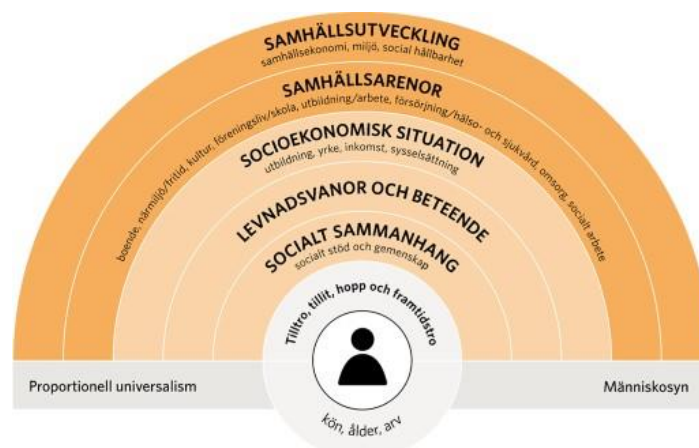 SAMHÄLLSUTVECKLING
samhällsekonomi, miljö, social hållbarhet
SAMHÄLLSARENOR
boende, närmiljö/fritid, kultur, föreningsliv/skola, utbildning/arbete, försörjning/hälso- och sjukvård, omsorg, socialt arbete
SOCIOEKONOMISK SITUATION
utbildning, yrke, inkomst, sysselsättning
LEVNADSVANOR OCH BETEENDE
SOCIALT SAMMANHANG
socialt stöd och gemenskap
Tilltro, tillit, hopp och framtidstro
Proportionell universalism
Människosyn
kön, ålder, arv